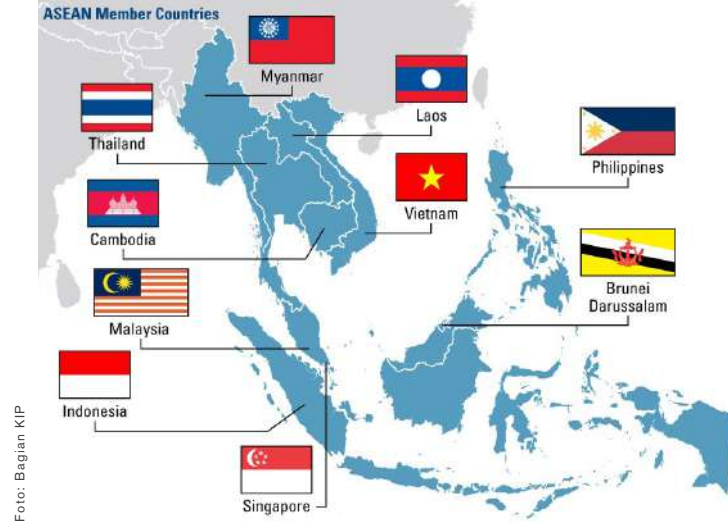 ASEAN Member Countries
Myanmar
Laos
Thailand
Philippines
Vietnam
Cambodia
Brunei
Darussalam
Malaysia
Indonesia
Singapore
Foto: Bagian KIP